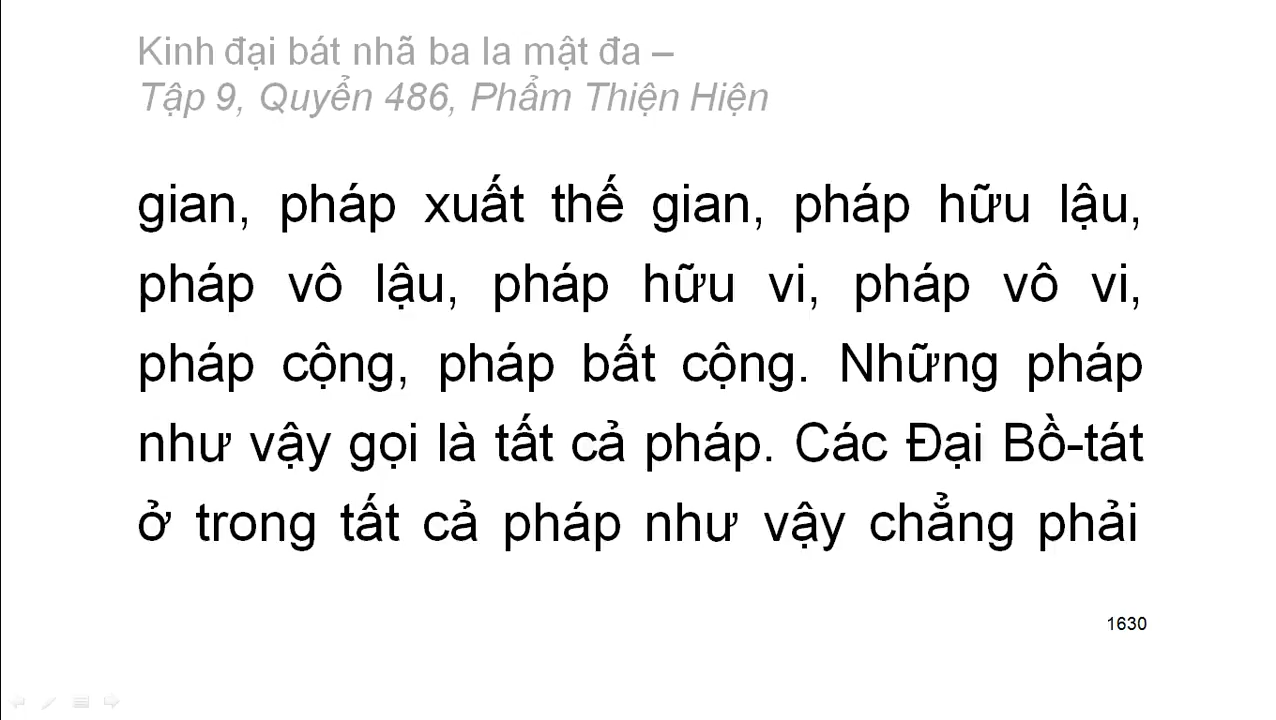 Kinh đại bát nhã ba la mật đa –
Tập 9, Quyển 486, Phẩm Thiện Hiện
gian, pháp xuất thế gian, pháp hữu lậu,
pháp vô lậu, pháp hữu vi, pháp vô vi,
pháp cộng, pháp bất cộng. Những pháp
như vậy gọi là tất cả pháp. Các Đại Bồ-tát
ở trong tất cả pháp như vậy chẳng phải
1630